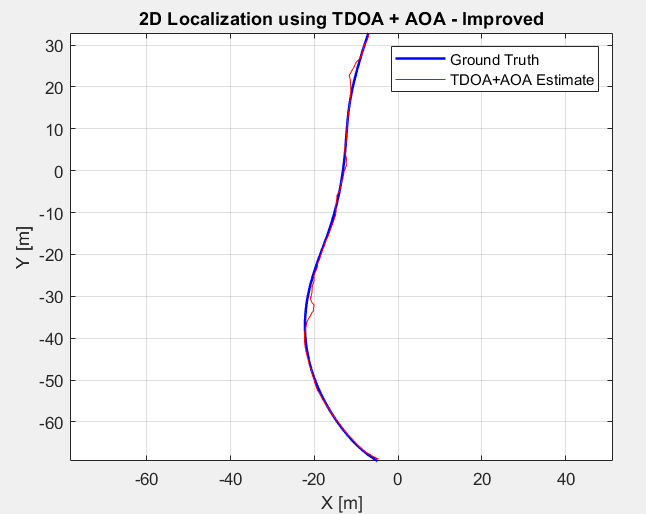 2D Localization using TDOA + AOA - Improved
Ground Truth
TDOA+AOA Estimate
30
20
10
0
-10
-20
-30
-40
-50
-60
Y [m]
-60 -40 -20 0 20 40
X [m]